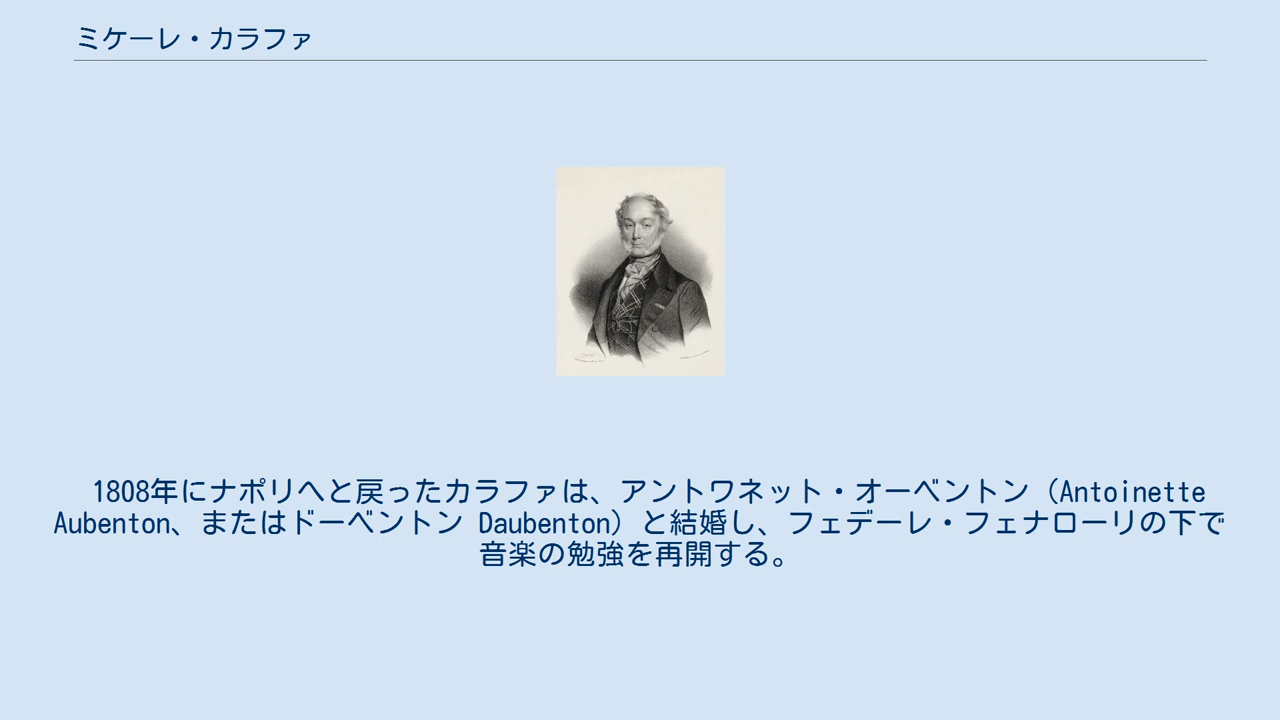 ミケーレ・カラファ
1808年にナポリへと戻ったカラファは、アントワネット・オーベントン（Antoinette
Aubenton、またはドーベントン Daubenton）と結婚し、フェデーレ・フェナローリの下で
音楽の勉強を再開する。